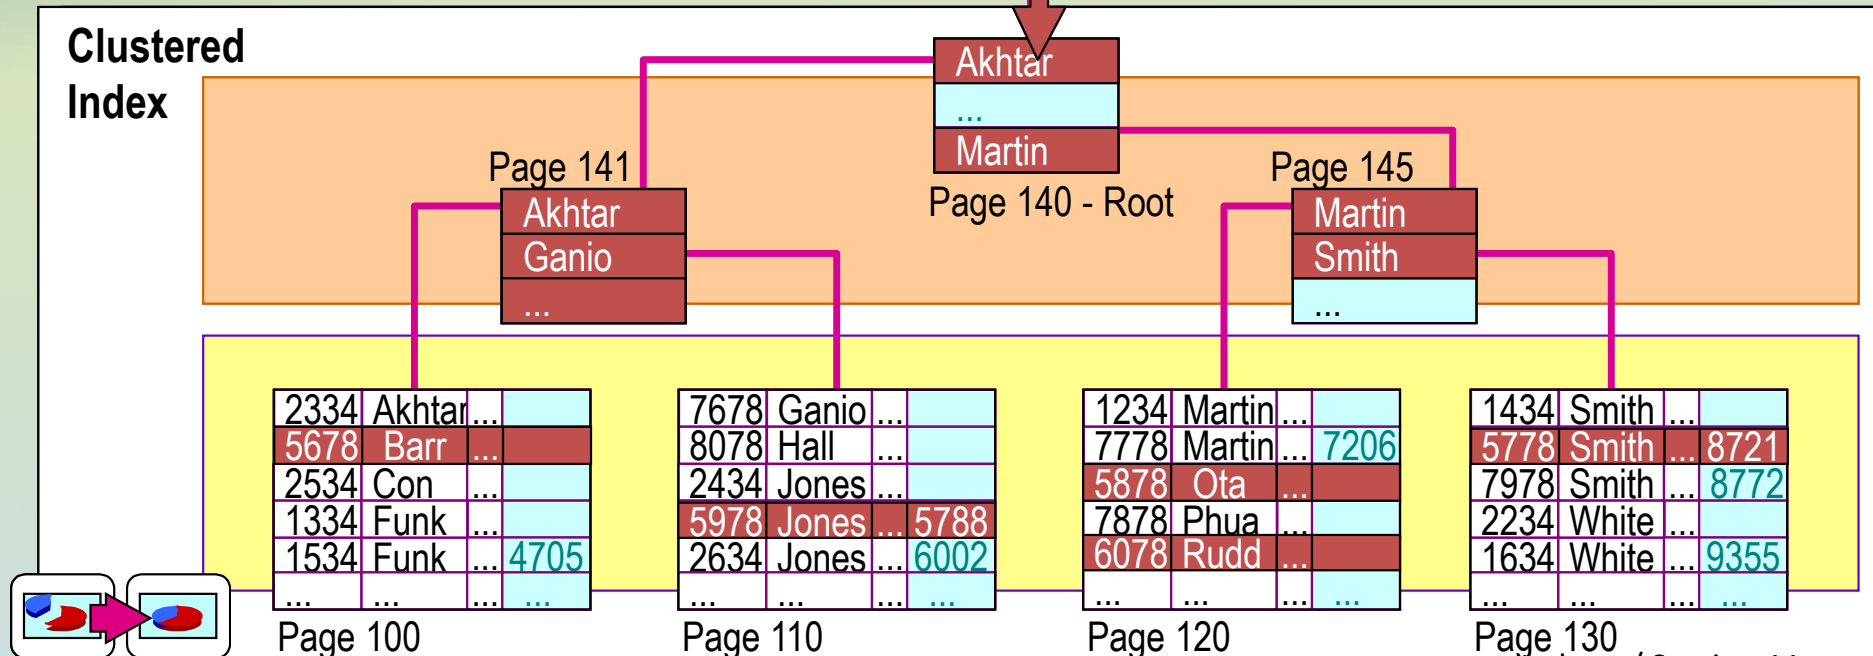 Clustered
Index
Akhtar
...
Martin
Page 140 - Root
Page 141
Akhtar
Ganio
...
Page 145
Martin
Smith
...
2334 Akhtar ...
5678 Barr ...
2534 Con ...
1334 Funk ...
1534 Funk ... 4705
... ... ... ...
Page 100
7678 Ganio ...
8078 Hall ...
2434 Jones ...
5978 Jones ... 5788
2634 Jones ... 6002
... ... ... ...
Page 110
1234 Martin ...
7778 Martin ... 7206
5878 Ota ...
7878 Phua ...
6078 Rudd ...
... ... ... ...
Page 120
1434 Smith ...
5778 Smith ... 8721
7978 Smith ... 8772
2234 White ...
1634 White ... 9355
... ... ... ...
Page 130